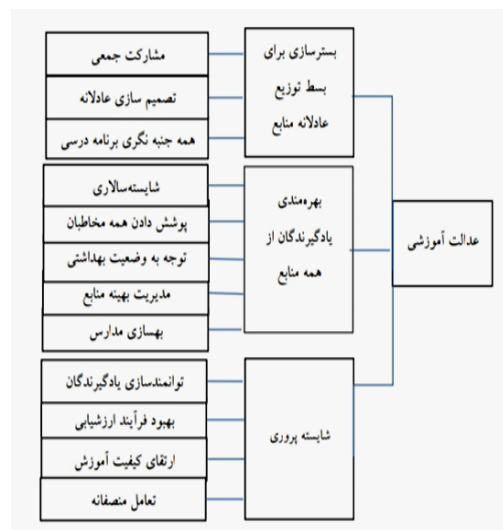 عدالت آموزشی
بسترسازی برای
بسط توزیع
عادلانه منابع
مشارکت جمعی
تصمیم سازی عادلانه
همه جنبه نگری برنامه درسی
بهره‌مندی
یادگیرندگان از
همه منابع
شایسته‌سالاری
پوشش دادن همه مخاطبان
توجه به وضعیت بهداشتی
مدیریت بهینه منابع
بهسازی مدارس
شایسته پروری
توانمندسازی یادگیرندگان
بهبود فرآیند ارزشیابی
ارتقای کیفیت آموزش
تعامل منصفانه